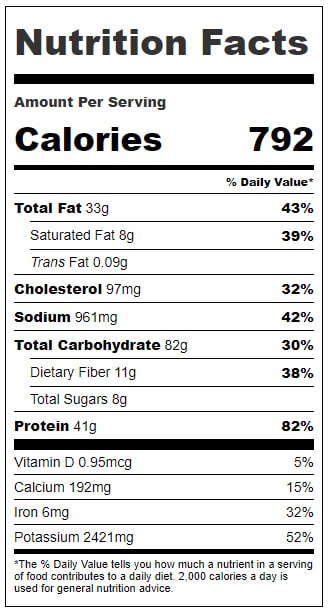 Nutrition Facts
Amount Per Serving
Calories 792
% Daily Value*
Total Fat 33g 43%
Saturated Fat 8g 39%
Trans Fat 0.09g
Cholesterol 97mg 32%
Sodium 961mg 42%
Total Carbohydrate 82g 30%
Dietary Fiber 11g 38%
Total Sugars 8g
Protein 41g 82%
Vitamin D 0.95mcg 5%
Calcium 192mg 15%
Iron 6mg 32%
Potassium 2421mg 52%
*The % Daily Value tells you how much a nutrient in a serving
of food contributes to a daily diet. 2,000 calories a day is
used for general nutrition advice.